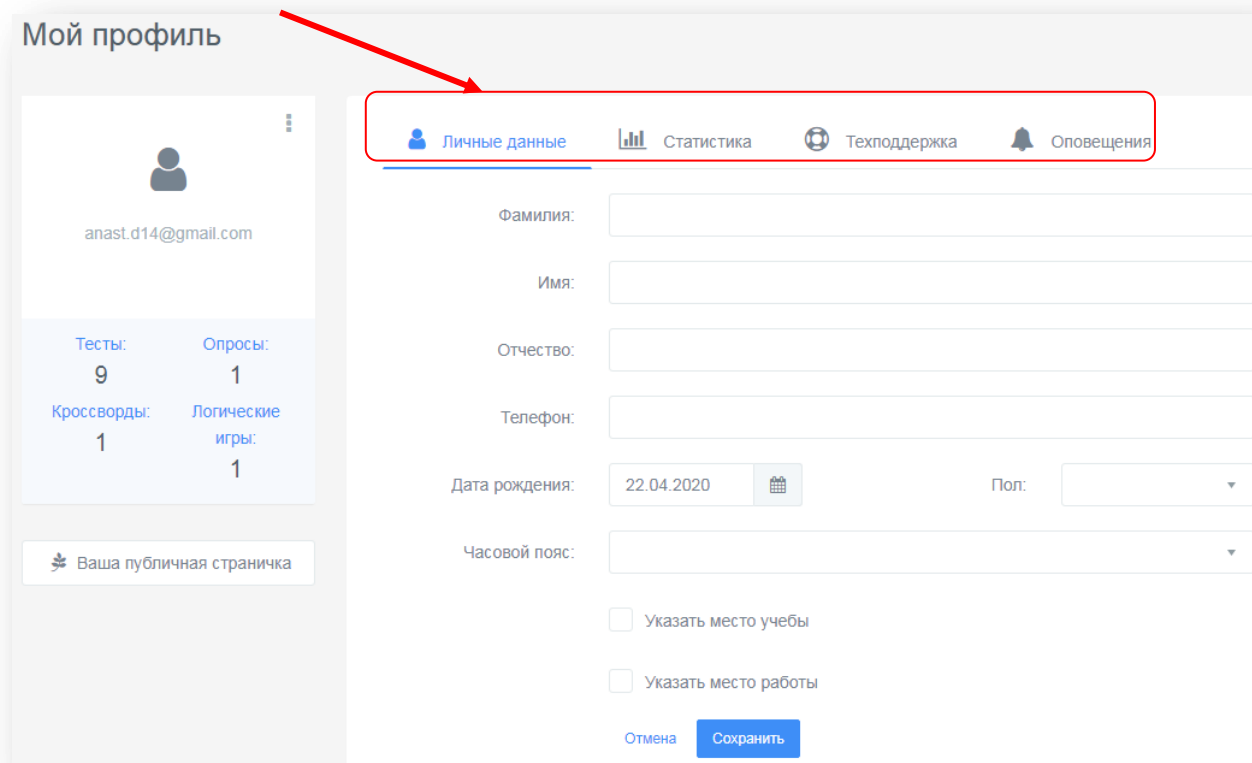 Мой профиль
Личные данные
Статистика
Техподдержка
Оповещения
anast.d14@gmail.com
Тесты:
9
Опросы:
1
Кроссворды:
1
Логические
игры:
1
Ваша публичная страничка
Фамилия:
Имя:
Отчество:
Телефон:
Дата рождения: 22.04.2020 Пол:
Часовой пояс:
Указать место учебы
Указать место работы
Отмена Сохранить